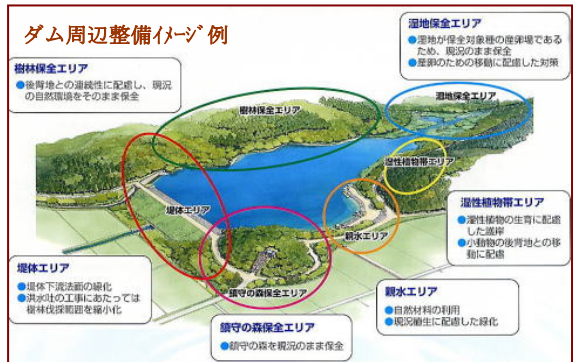 ダム周辺整備イメージ例
湿地保全エリア
●湿地が保全対象種の産卵場である
ため、現況のまま保全
●産卵のための移動に配慮した対策
樹林保全エリア
●後背地との連続性に配慮し、現況
の自然環境をそのまま保全
樹林保全エリア
湿地保全エリア
湿性植物帯エリア
堤体エリア
親水エリア
鎮守の森保全エリア
湿性植物帯エリア
●湿性植物の生育に配慮
した護岸
●小動物の後背地との移
動に配慮
堤体エリア
●堤体下流法面の緑化
●洪水吐の工事にあたっては
樹林伐採範囲を縮小化
親水エリア
●自然材料の利用
●現況植生に配慮した緑化
鎮守の森保全エリア
●鎮守の森を現況のまま保全